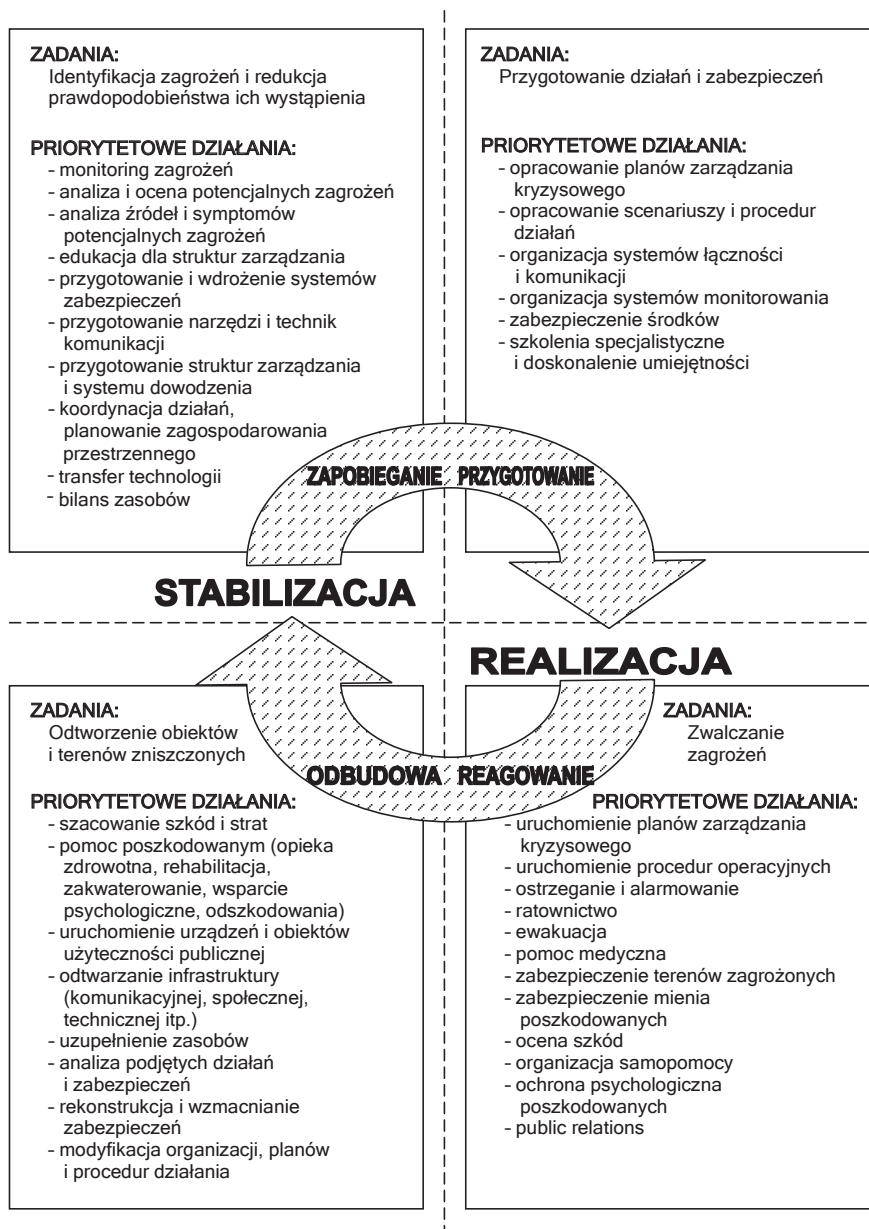 ZADANIA:
Identyfikacja zagrożeń i redukcja
prawdopodobieństwa ich wystąpienia
PRIORYTETOWE DZIAŁANIA:
- monitoring zagrożeń
- analiza i ocena potencjalnych zagrożeń
- analiza źródeł i symptomów
potencjalnych zagrożeń
- edukacja dla struktur zarządzania
- przygotowanie i wdrożenie systemów
zabezpieczeń
- przygotowanie narzędzi i technik
komunikacji
- przygotowanie struktur zarządzania
i systemu dowodzenia
- koordynacja działań,
planowanie zagospodarowania
przestrzennego
- transfer technologii
- bilans zasobów
ZADANIA:
Przygotowanie działań i zabezpieczeń
PRIORYTETOWE DZIAŁANIA:
- opracowanie planów zarządzania
kryzysowego
- opracowanie scenariuszy i procedur
działań
- organizacja systemów łączności
i komunikacji
- organizacja systemów monitorowania
- zabezpieczenie środków
- szkolenia specjalistyczne
i doskonalenie umiejętności
ZAPOBIEGANIE PRZYGOTOWANIE
STABILIZACJA
REALIZACJA
ZADANIA:
Odtworzenie obiektów
i terenów zniszczonych
ODBUDOWA REAGOWANIE
PRIORYTETOWE DZIAŁANIA:
- szacowanie szkód i strat
- pomoc poszkodowanym (opieka
zdrowotna, rehabilitacja,
zakwaterowanie, wsparcie
psychologiczne, odszkodowania)
- uruchomienie urządzeń i obiektów
użyteczności publicznej
- odtwarzanie infrastruktury
(komunikacyjnej, społecznej,
technicznej itp.)
- uzupełnienie zasobów
- analiza podjętych działań
i zabezpieczeń
- rekonstrukcja i wzmacnianie
zabezpieczeń
- modyfikacja organizacji, planów
i procedur działania
ZADANIA:
Zwalczanie
zagrożeń
PRIORYTETOWE DZIAŁANIA:
- uruchomienie planów zarządzania
kryzysowego
- uruchomienie procedur operacyjnych
- ostrzeganie i alarmowanie
- ratownictwo
- ewakuacja
- pomoc medyczna
- zabezpieczenie terenów zagrożonych
- zabezpieczenie mienia
poszkodowanych
- ocena szkód
- organizacja samopomocy
- ochrona psychologiczna
poszkodowanych
- public relations